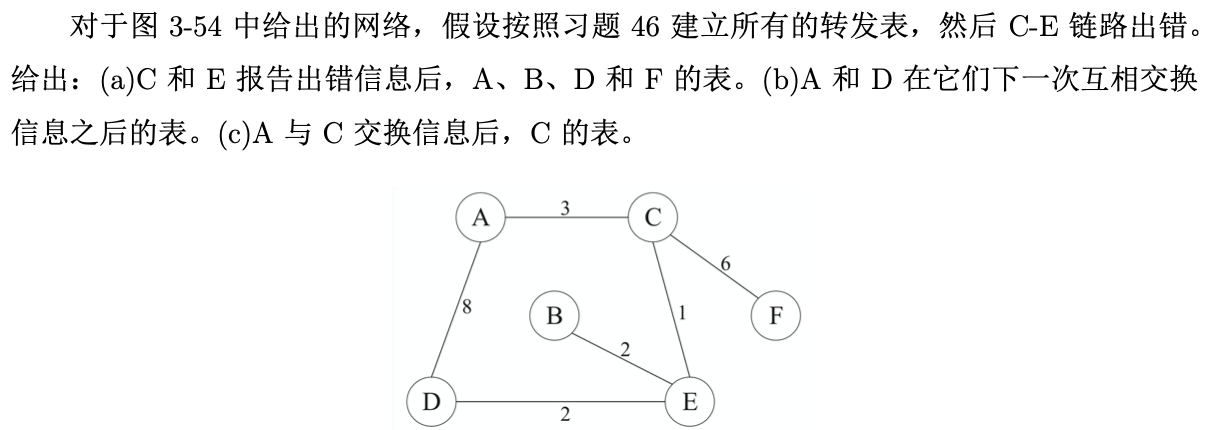 对于图 3-54 中给出的网络，假设按照习题 46 建立所有的转发表，然后 C-E 链路出错。
给出：(a)C 和 E 报告出错信息后，A、B、D 和 F 的表。(b)A 和 D 在它们下一次互相交换
信息之后的表。(c)A 与 C 交换信息后，C 的表。
A 3 C
6
8 B 1 F
2
D 2 E